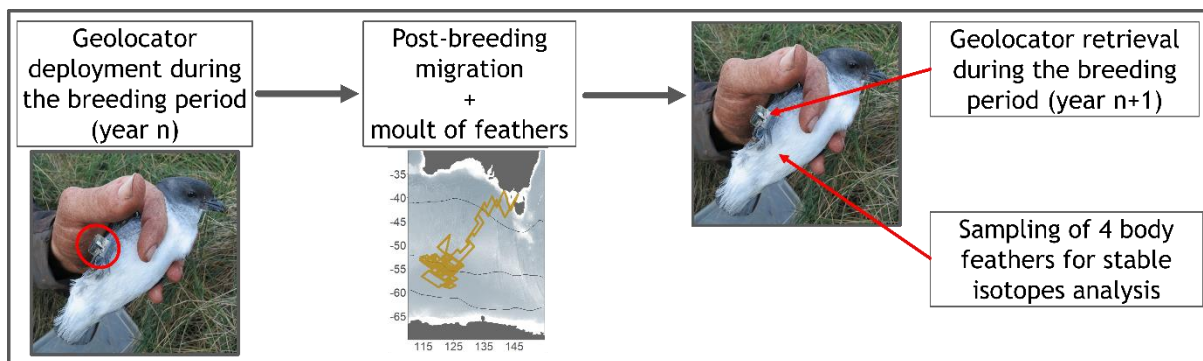 Geolocator
deployment during
the breeding period
(year n)
Post-breeding
migration
+
moult of feathers
-35
-40
-45
-50
-55
-60
-65
115 125 135 145
Geolocator retrieval
during the breeding
period (year n+1)
Sampling of 4 body
feathers for stable
isotopes analysis